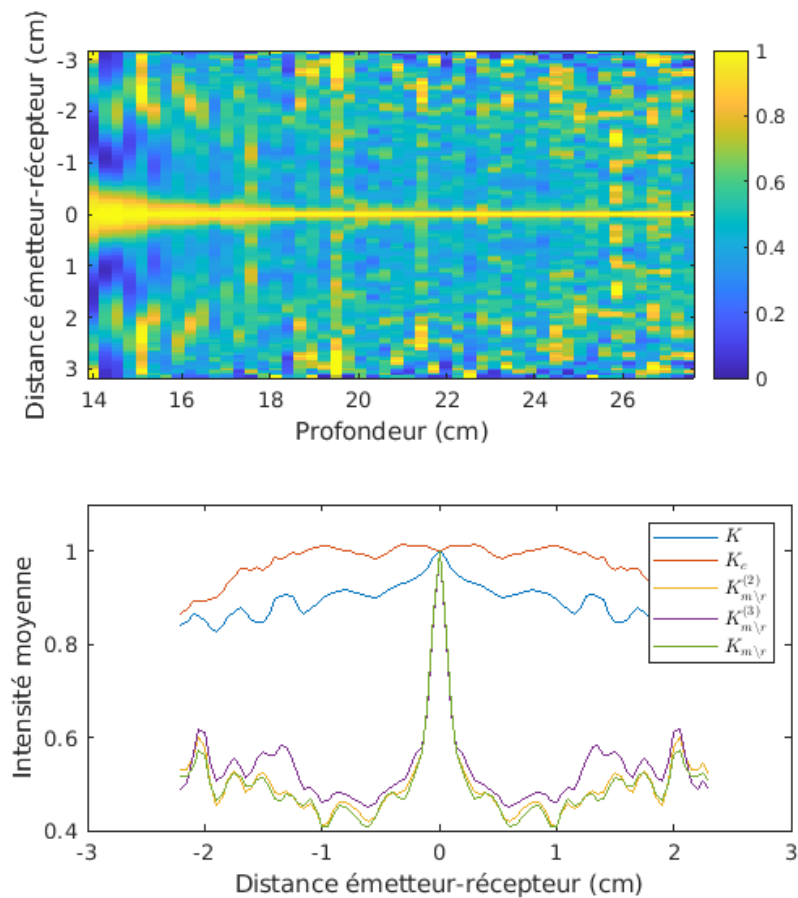 Distance émetteur-récepteur (cm)
-3
-2
-1
0
1
2
3
14 16 18 20 22 24 26
Profondeur (cm)
1
0.8
0.6
0.4
0.2
0
Intensité moyenne
1
0.8
0.6
0.4
-3 -2 -1 0 1 2 3
Distance émetteur-récepteur (cm)
K
K_e
K_{m\r}^{(2)}
K_{m\r}^{(3)}
K_{m\r}